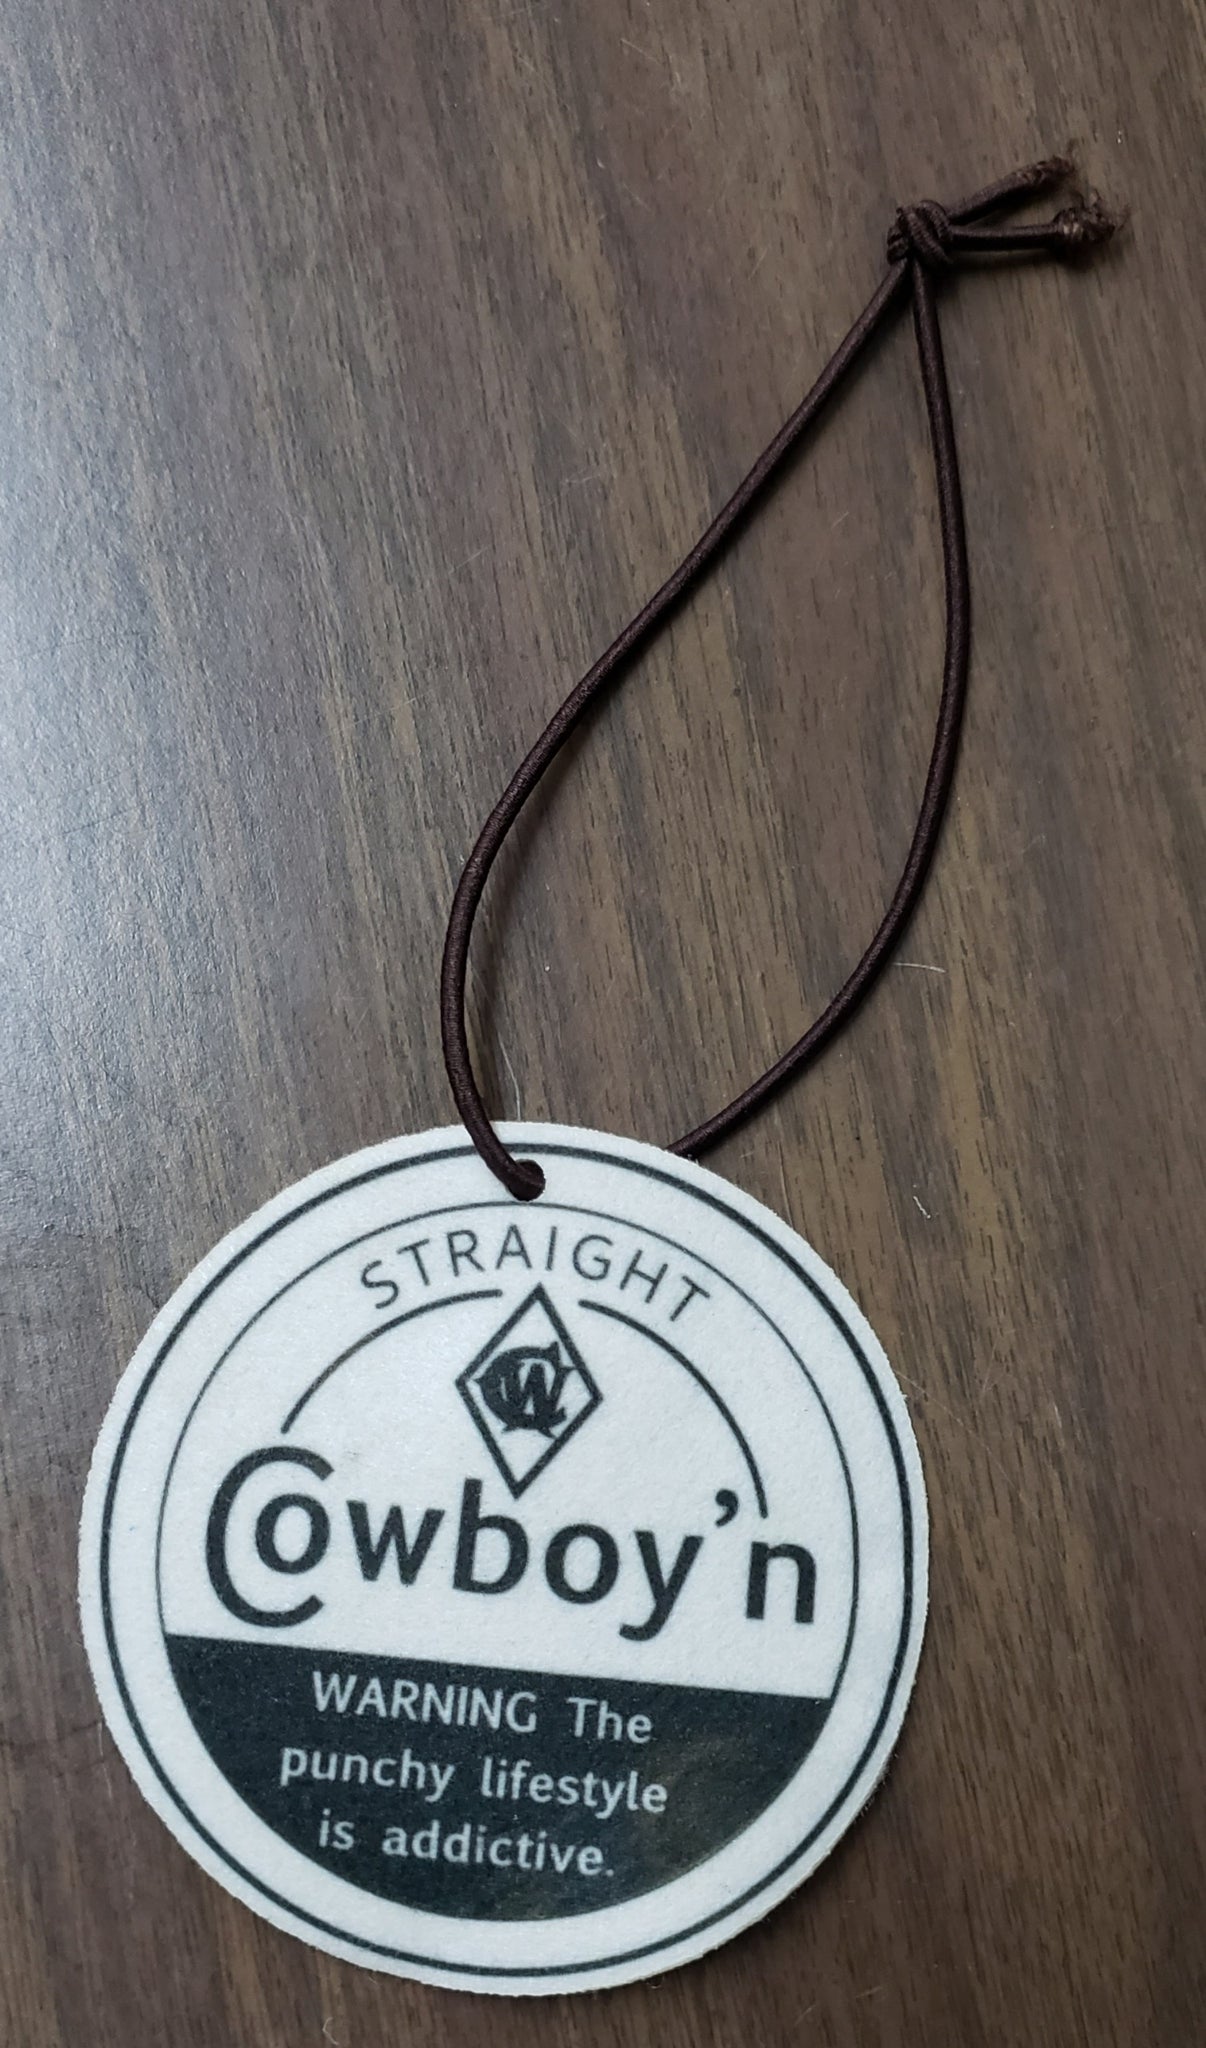 STRAIGHT
CW
Cowboy'n
WARNING The
punchy lifestyle
is addictive.